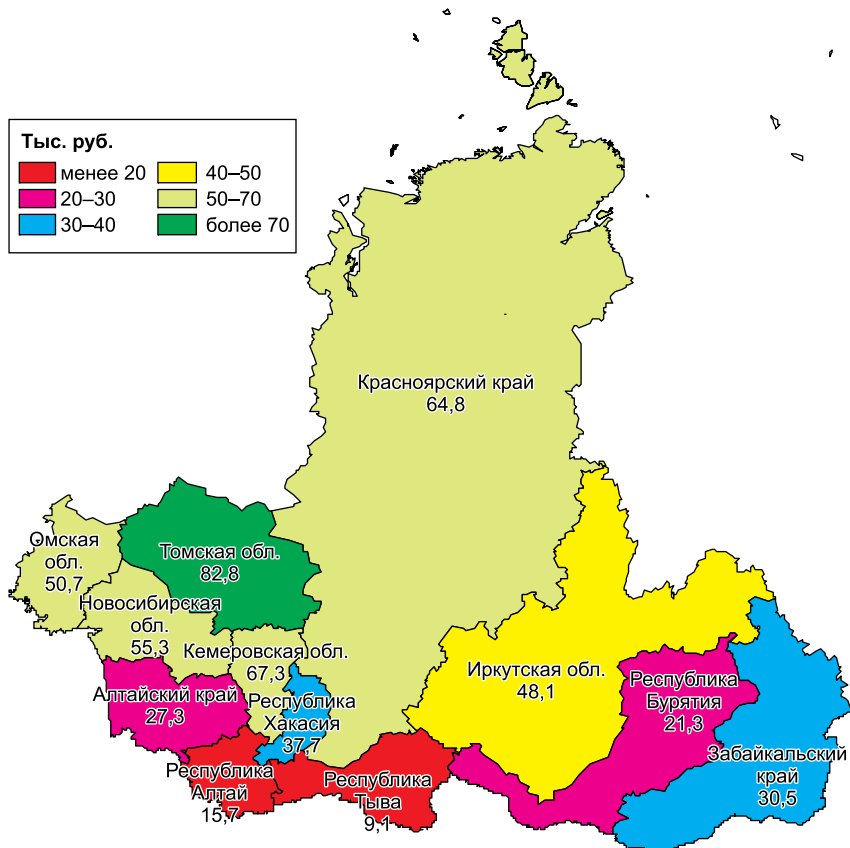 Тыс. руб.
менее 20
40–50
20–30
50–70
30–40
более 70
Красноярский край
64,8
Омская
обл.
50,7
Томская обл.
82,8
Новосибирская
обл.
55,3
Кемеровская обл.
67,3
Алтайский край
27,3
Республика
Хакасия
37,7
Иркутская обл.
48,1
Республика
Бурятия
21,3
Забайкальский
край
30,5
Республика
Алтай
15,7
Республика
Тыва
9,1